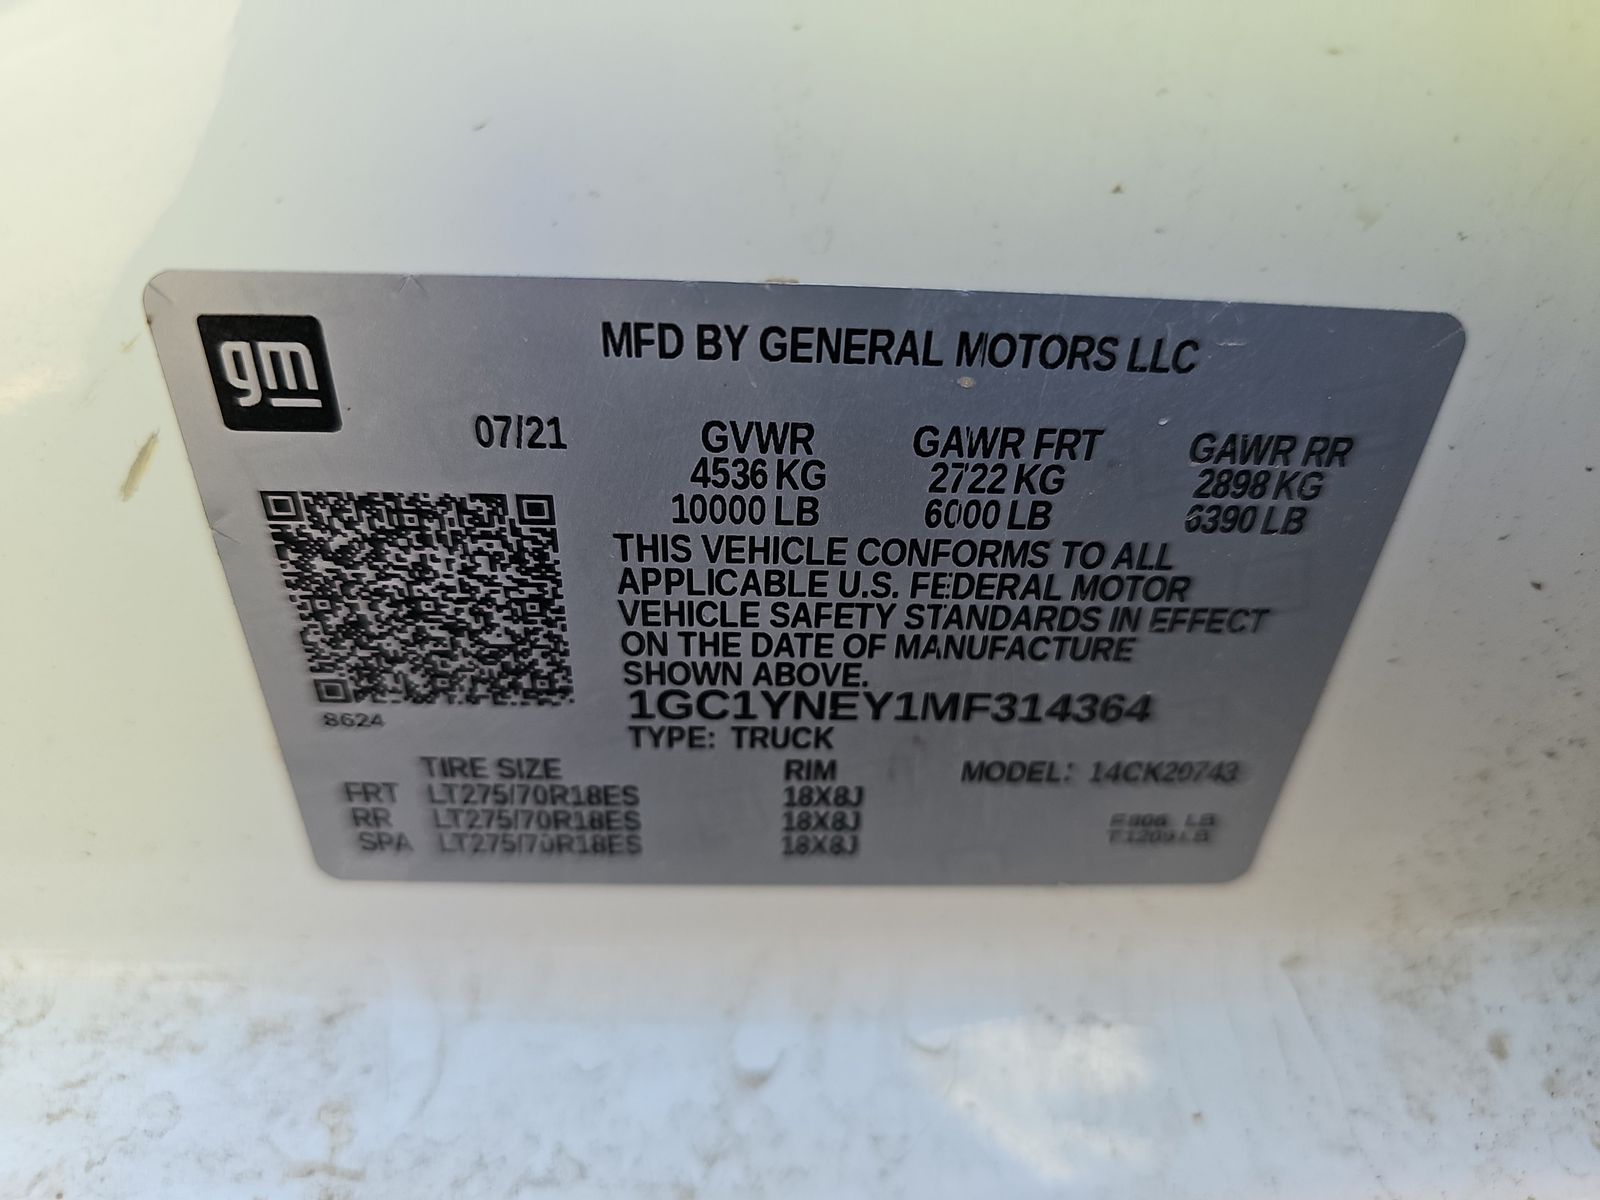 gm
MFD BY GENERAL MOTORS LLC
07/21
GVWR GAWR FRT GAWR RR
4536 KG 2722 KG 2898 KG
10000 LB 6000 LB 6390 LB
THIS VEHICLE CONFORMS TO ALL
APPLICABLE U.S. FEDERAL MOTOR
VEHICLE SAFETY STANDARDS IN EFFECT
ON THE DATE OF MANUFACTURE
SHOWN ABOVE.
1GC1YNEY1MF314364
8624
TYPE: TRUCK
TIRE SIZE RIM MODEL: 14CK20743
FRT LT275/70R18ES 18X8J
RR LT275/70R18ES 18X8J
SPA LT275/70R18ES 18X8J
LB